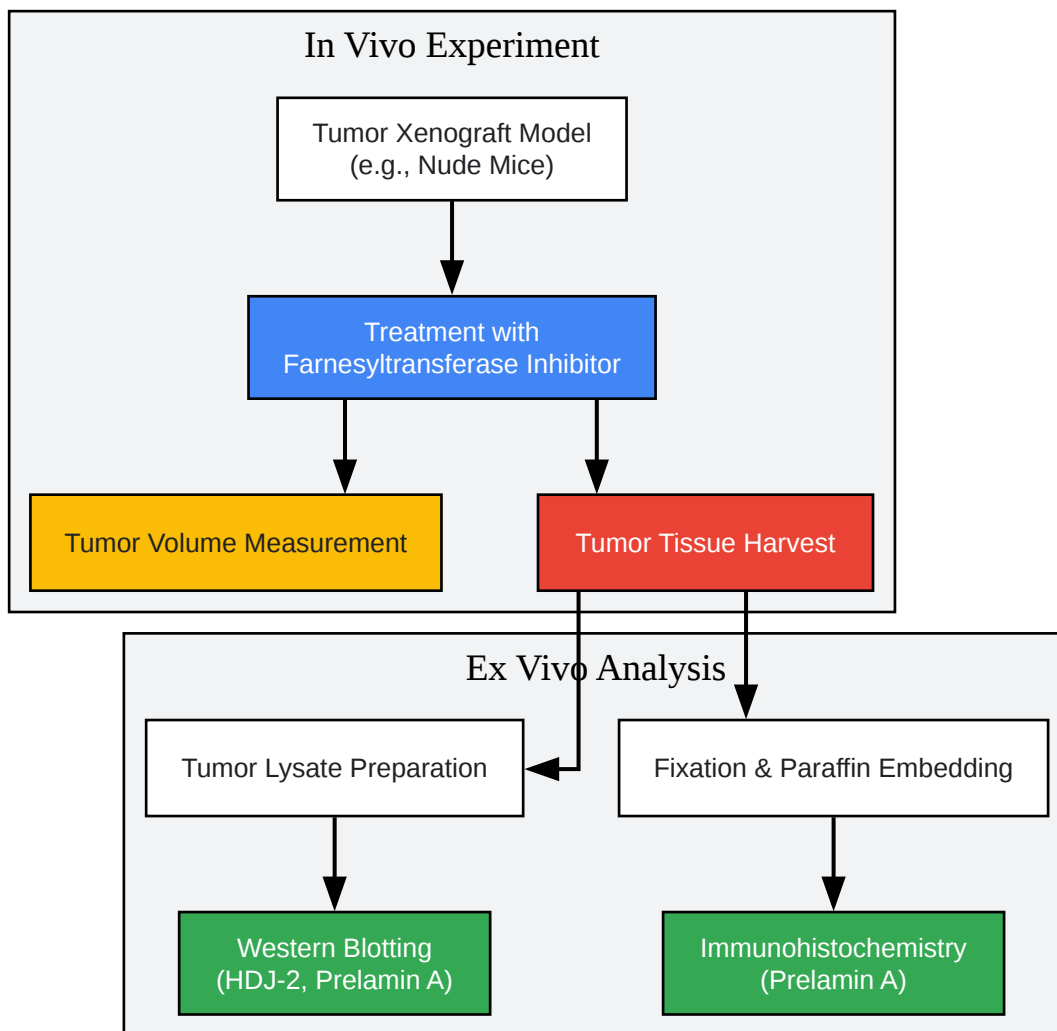 In Vivo Experiment
Tumor Xenograft Model
(e.g., Nude Mice)
Treatment with
Farnesyltransferase Inhibitor
Tumor Volume Measurement
Tumor Tissue Harvest
Ex Vivo Analysis
Tumor Lysate Preparation
Fixation & Paraffin Embedding
Western Blotting
(HDJ-2, Prelamin A)
Immunohistochemistry
(Prelamin A)